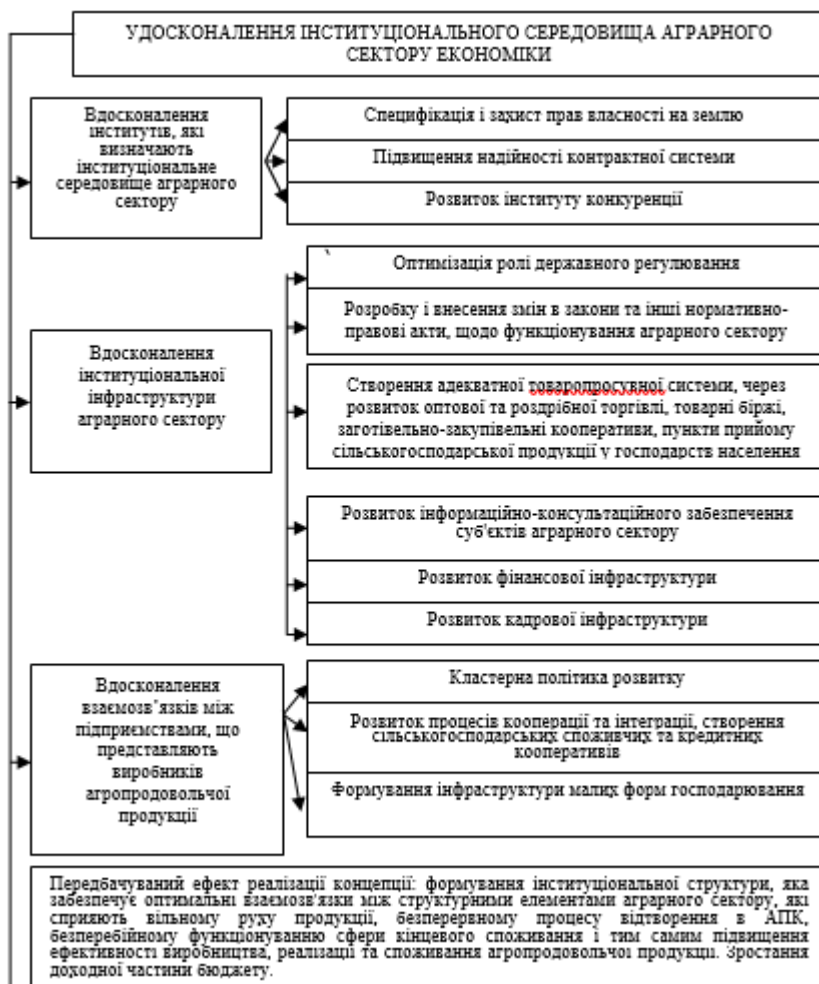 УДОСКОНАЛЕННЯ ІНСТИТУЦІОНАЛЬНОГО СЕРЕДОВИЩА АГРАРНОГО
СЕКТОРУ ЕКОНОМІКИ
Вдосконалення
інститутів, які
визначають
інституціональне
середовище аграрного
сектору
Специфікація і захист прав власності на землю
Підвищення надійності контрактної системи
Розвиток інституту конкуренції
Вдосконалення
інституціональної
інфраструктури
аграрного сектору
Оптимізація ролі державного регулювання
Розробку і внесення змін в закони та інші нормативно-
правові акти, щодо функціонування аграрного сектору
Створення адекватної товаропросувної системи, через
розвиток оптової та роздрібної торгівлі, товарні біржі,
заготівельно-закупівельні кооперативи, пункти прийому
сільськогосподарської продукції у господарств населення
Розвиток інформаційно-консультаційного забезпечення
суб'єктів аграрного сектору
Розвиток фінансової інфраструктури
Розвиток кадрової інфраструктури
Вдосконалення
взаємозв’язків між
підприємствами, що
представляють
виробників
агропродовольчої
продукції
Кластерна політика розвитку
Розвиток процесів кооперації та інтеграції, створення
сільськогосподарських споживчих та кредитних
кооперативів
Формування інфраструктури малих форм господарювання
Передбачуваний ефект реалізації концепції: формування інституціональної структури, яка
забезпечує оптимальні взаємозв'язки між структурними елементами аграрного сектору, які
сприяють вільному руху продукції, безперервному процесу відтворення в АПК,
безперебійному функціонуванню сфери кінцевого споживання і тим самим підвищення
ефективності виробництва, реалізації та споживання агропродовольчої продукції. Зростання
доходної частини бюджету.